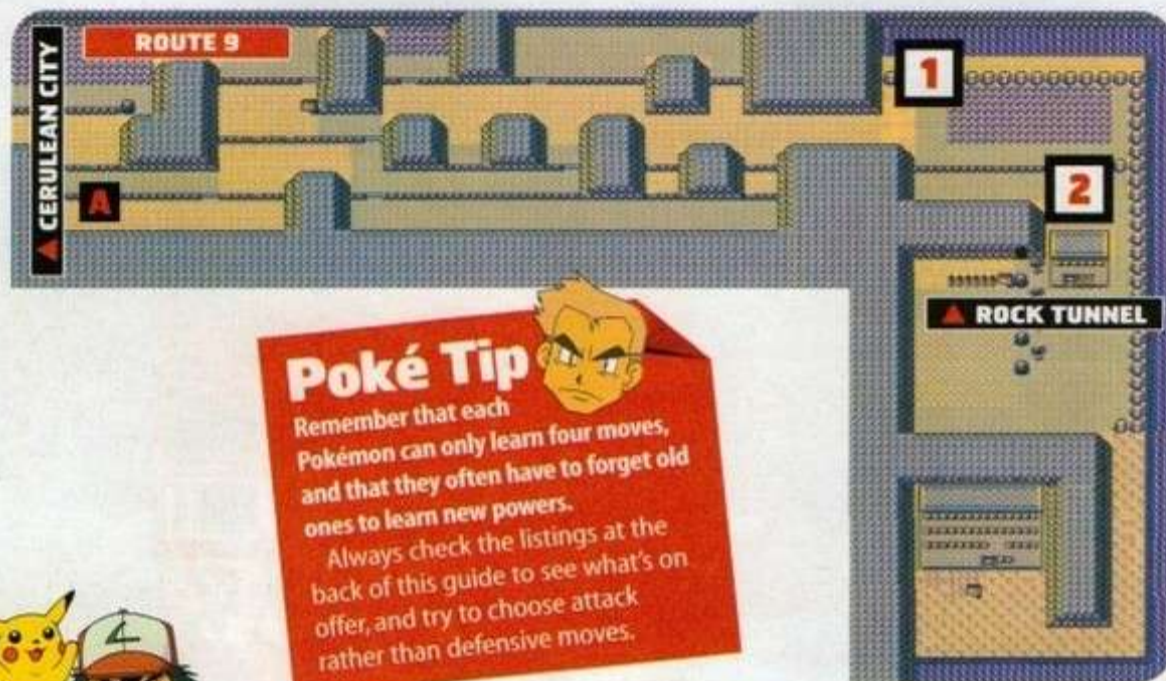 ROUTE 9
CERULEAN CITY
A
1
2
ROCK TUNNEL
Poké Tip
Remember that each
Pokémon can only learn four moves,
and that they often have to forget old
ones to learn new powers.
Always check the listings at the
back of this guide to see what's on
offer, and try to choose attack
rather than defensive moves.